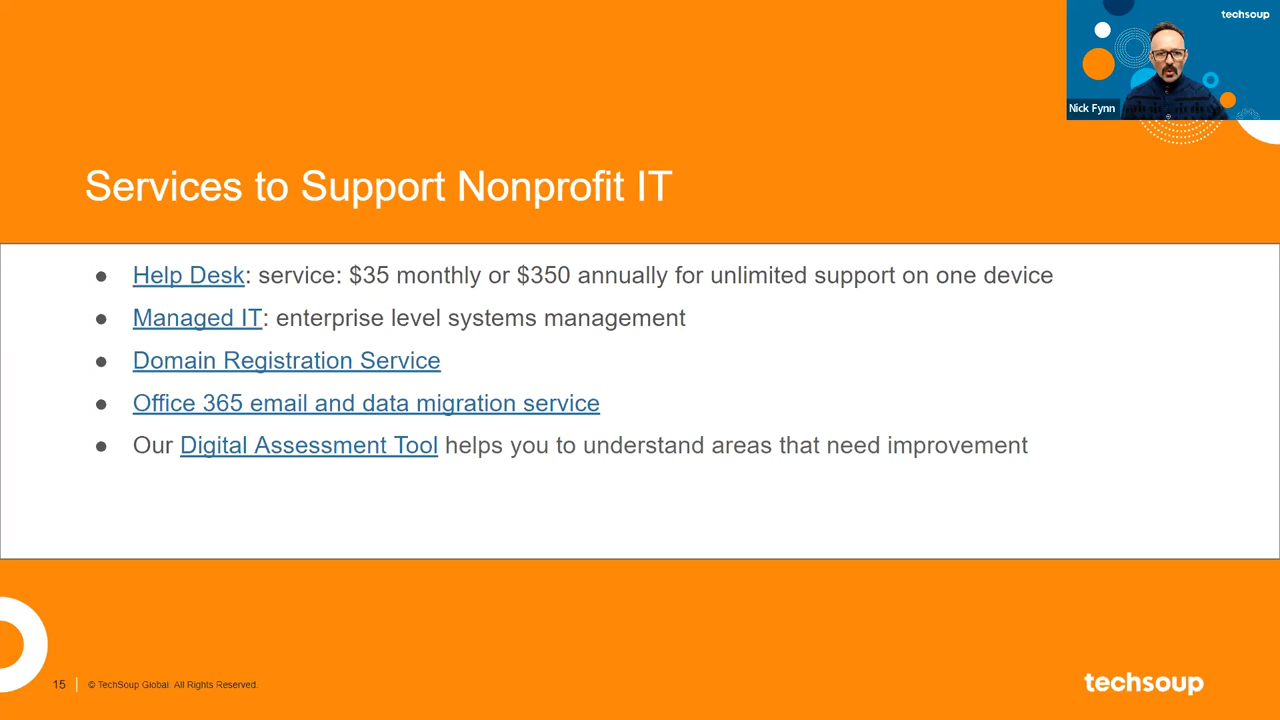 techsoup
Nick Fynn
Services to Support Nonprofit IT
● Help Desk: service: $35 monthly or $350 annually for unlimited support on one device
● Managed IT: enterprise level systems management
● Domain Registration Service
● Office 365 email and data migration service
● Our Digital Assessment Tool helps you to understand areas that need improvement
15 | © TechSoup Global. All Rights Reserved.
techsoup